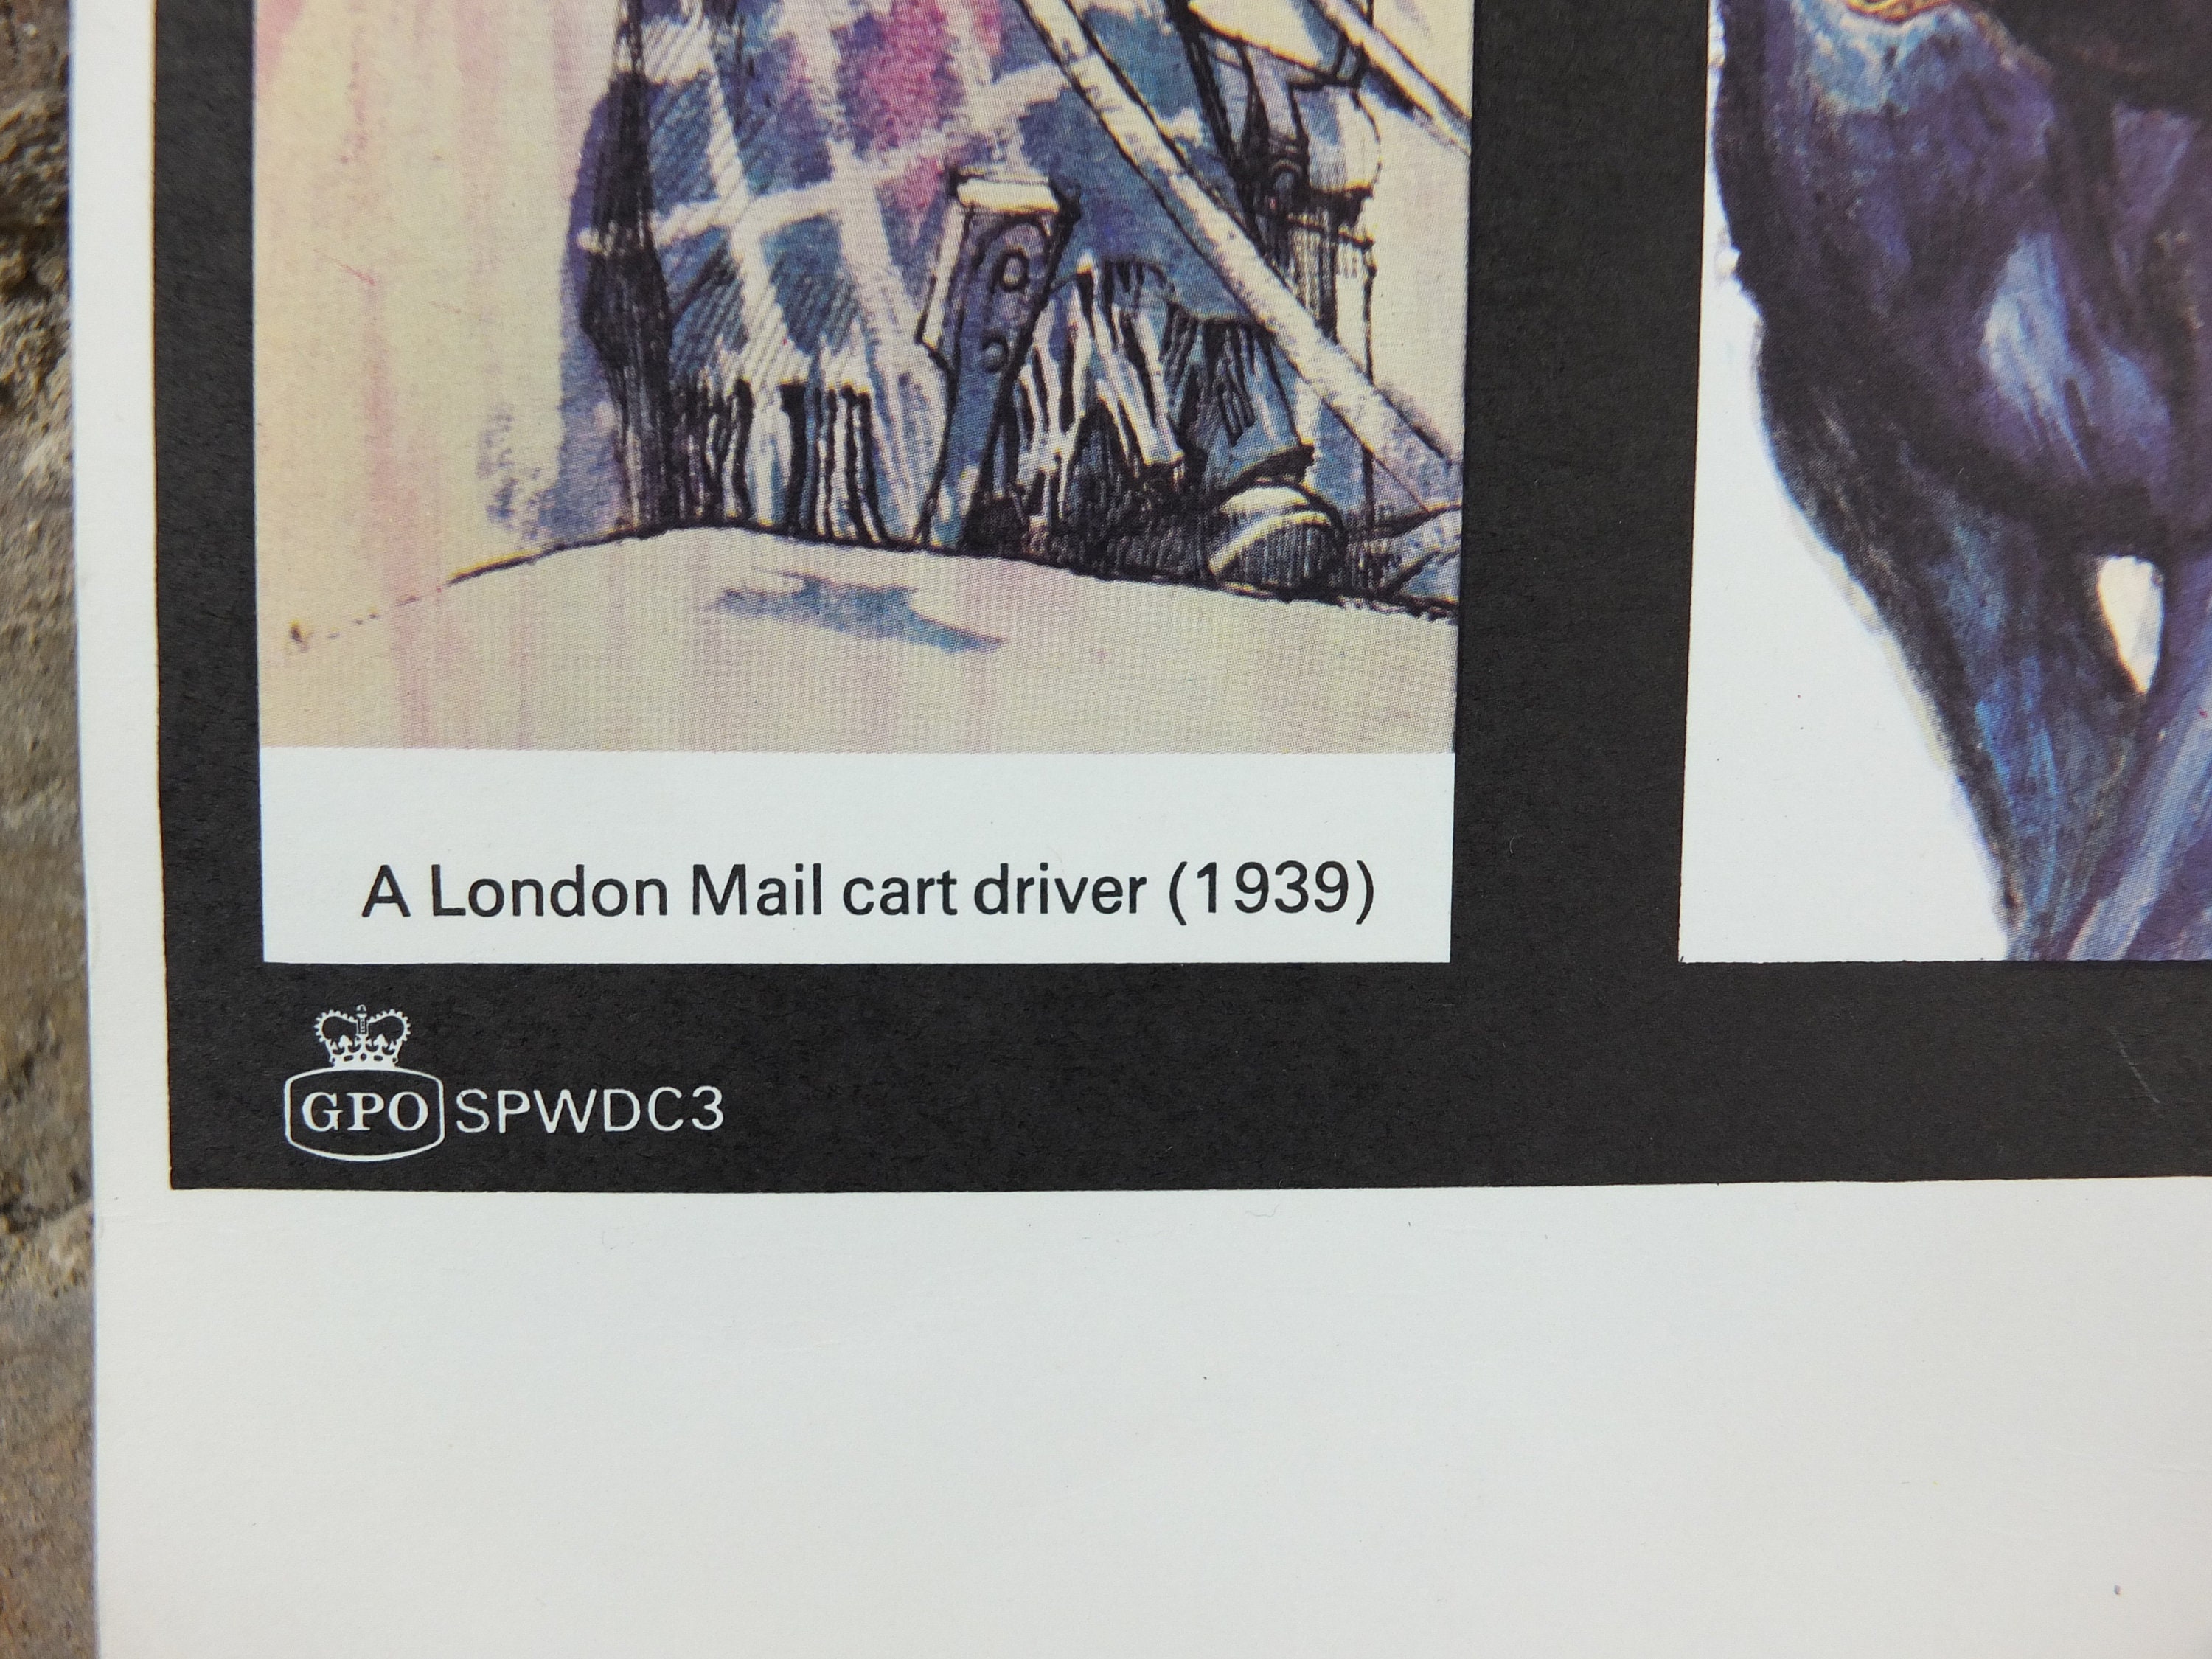 A London Mail cart driver (1939)
GPO SPWDC3